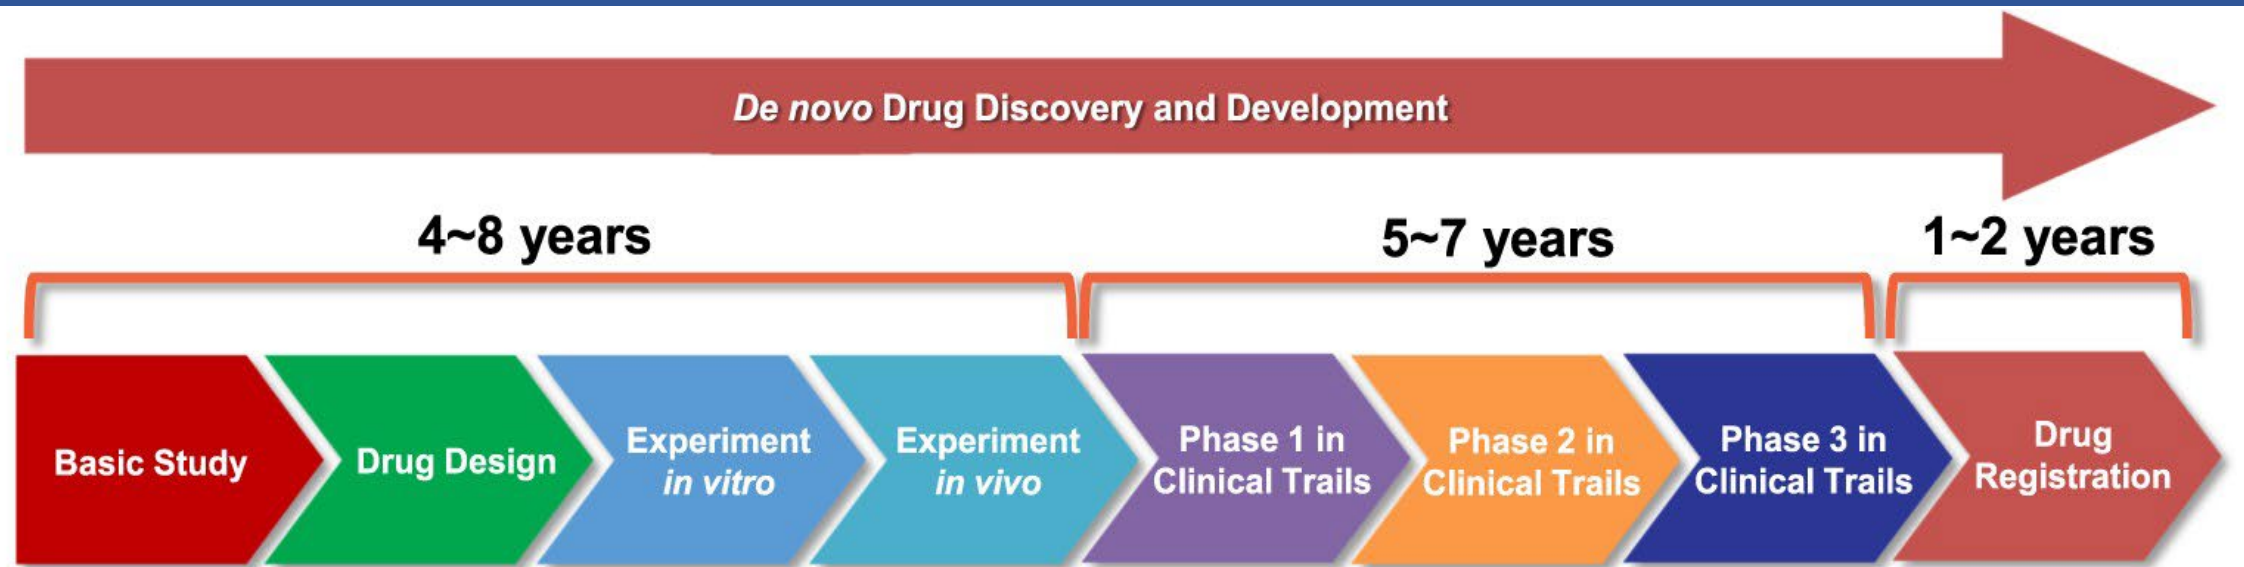 De novo Drug Discovery and Development
4~8 years
5~7 years
1~2 years
Basic Study
Drug Design
Experiment
in vitro
Experiment
in vivo
Phase 1 in
Clinical Trails
Phase 2 in
Clinical Trails
Phase 3 in
Clinical Trails
Drug
Registration